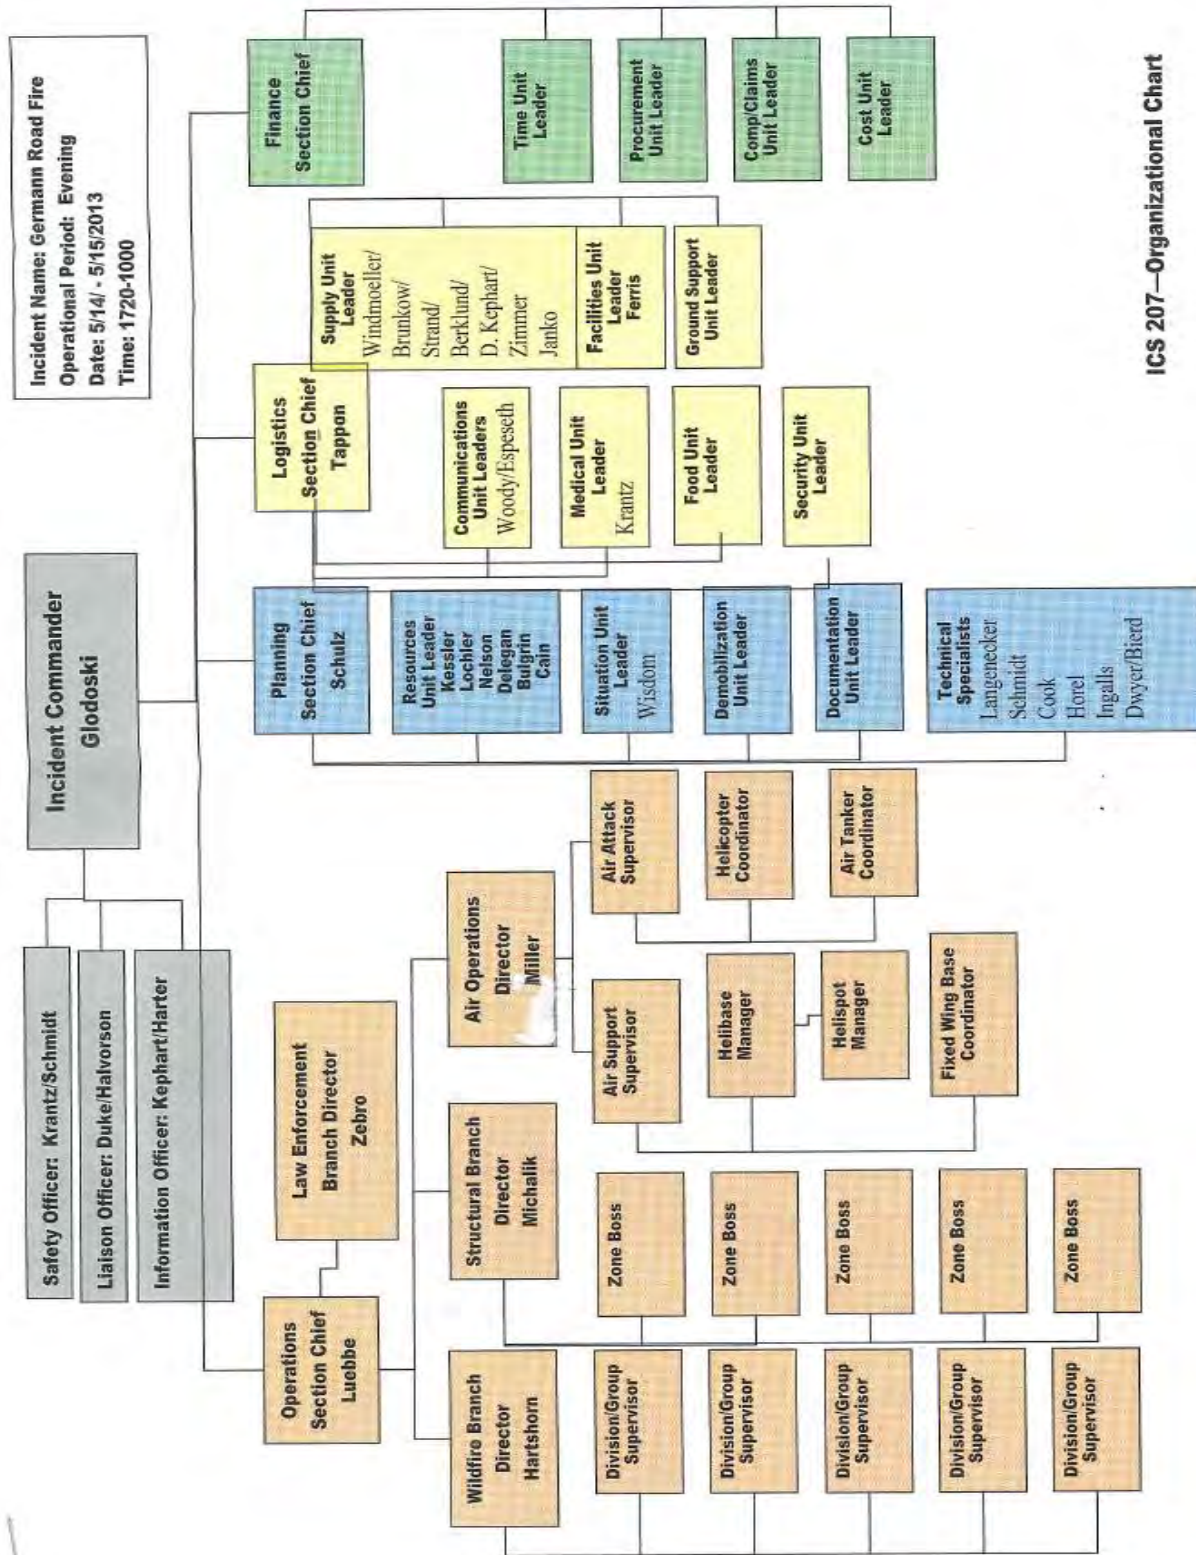 Incident Name: Germann Road Fire
Operational Period: Evening
Date: 5/14/ - 5/15/2013
Time: 1720-1000
Incident Commander
Glodoski
Safety Officer: Krantz/Schmidt
Liaison Officer: Duke/Halvorson
Information Officer: Kephart/Harter
Operations
Section Chief
Luebbe
Law Enforcement
Branch Director
Zebro
Planning
Section Chief
Schulz
Logistics
Section Chief
Tappon
Finance
Section Chief
Wildfire Branch
Director
Hartshorn
Structural Branch
Director
Michalik
Air Operations
Director
Miller
Division/Group
Supervisor
Division/Group
Supervisor
Division/Group
Supervisor
Division/Group
Supervisor
Division/Group
Supervisor
Zone Boss
Zone Boss
Zone Boss
Zone Boss
Zone Boss
Air Support
Supervisor
Helibase
Manager
Helispot
Manager
Fixed Wing Base
Coordinator
Air Attack
Supervisor
Helicopter
Coordinator
Air Tanker
Coordinator
Resources
Unit Leader
Kessler
Lochler
Nelson
Delegan
Bulgrin
Cain
Situation Unit
Leader
Wisdom
Demobilization
Unit Leader
Documentation
Unit Leader
Technical
Specialists
Langenecker
Schmidt
Cook
Horel
Ingalls
Dwyer/Bierd
Communications
Unit Leaders
Woody/Espeseth
Medical Unit
Leader
Krantz
Food Unit
Leader
Security Unit
Leader
Supply Unit
Leader
Windmoeller/
Brunkow/
Strand/
Berklund/
D. Kephart/
Zimmer
Janko
Facilities Unit
Leader
Ferris
Ground Support
Unit Leader
Time Unit
Leader
Procurement
Unit Leader
Comp/Claims
Unit Leader
Cost Unit
Leader
ICS 207—Organizational Chart